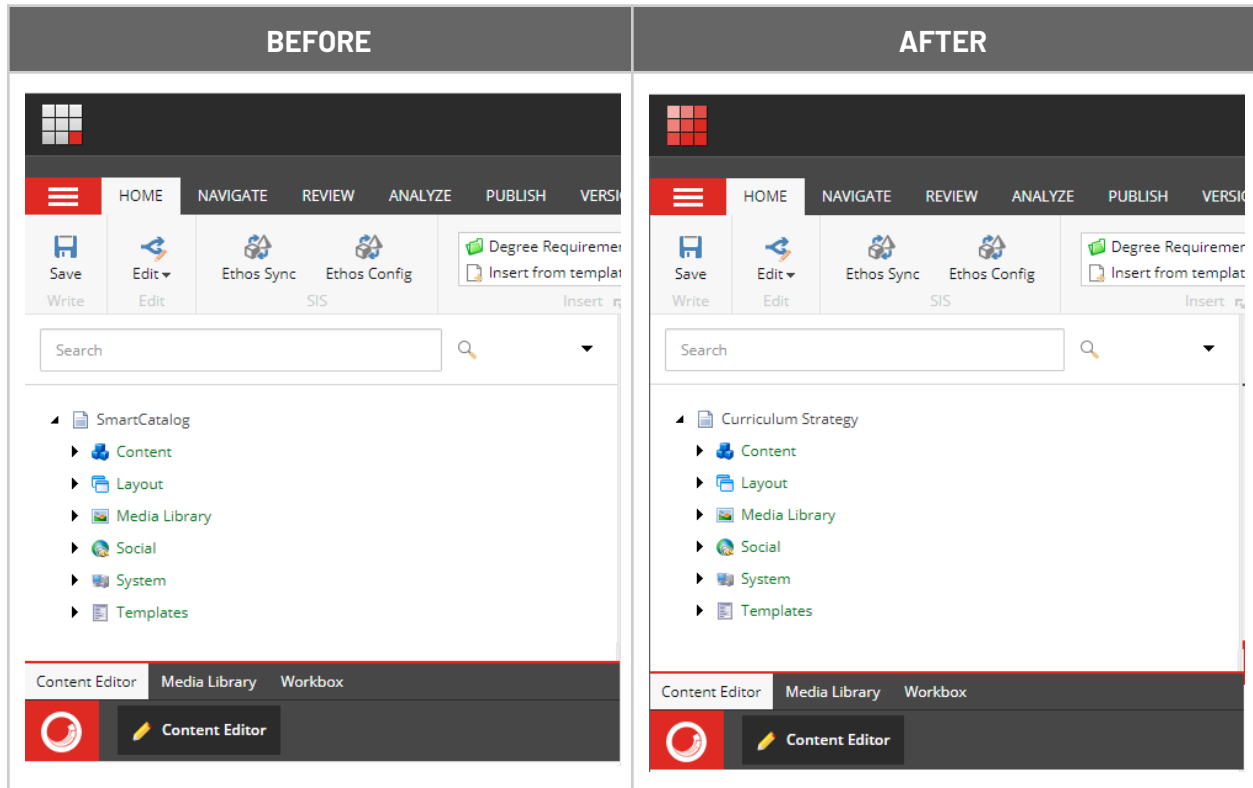 BEFORE
AFTER
HOME NAVIGATE REVIEW ANALYZE PUBLISH VERSI
Save Edit Ethos Sync Ethos Config Degree Requiremen
Insert from templat
Write Edit SIS Insert
Search
SmartCatalog
Content
Layout
Media Library
Social
System
Templates
Content Editor Media Library Workbox
Content Editor
HOME NAVIGATE REVIEW ANALYZE PUBLISH VERSI
Save Edit Ethos Sync Ethos Config Degree Requiremen
Insert from templat
Write Edit SIS Insert
Search
Curriculum Strategy
Content
Layout
Media Library
Social
System
Templates
Content Editor Media Library Workbox
Content Editor